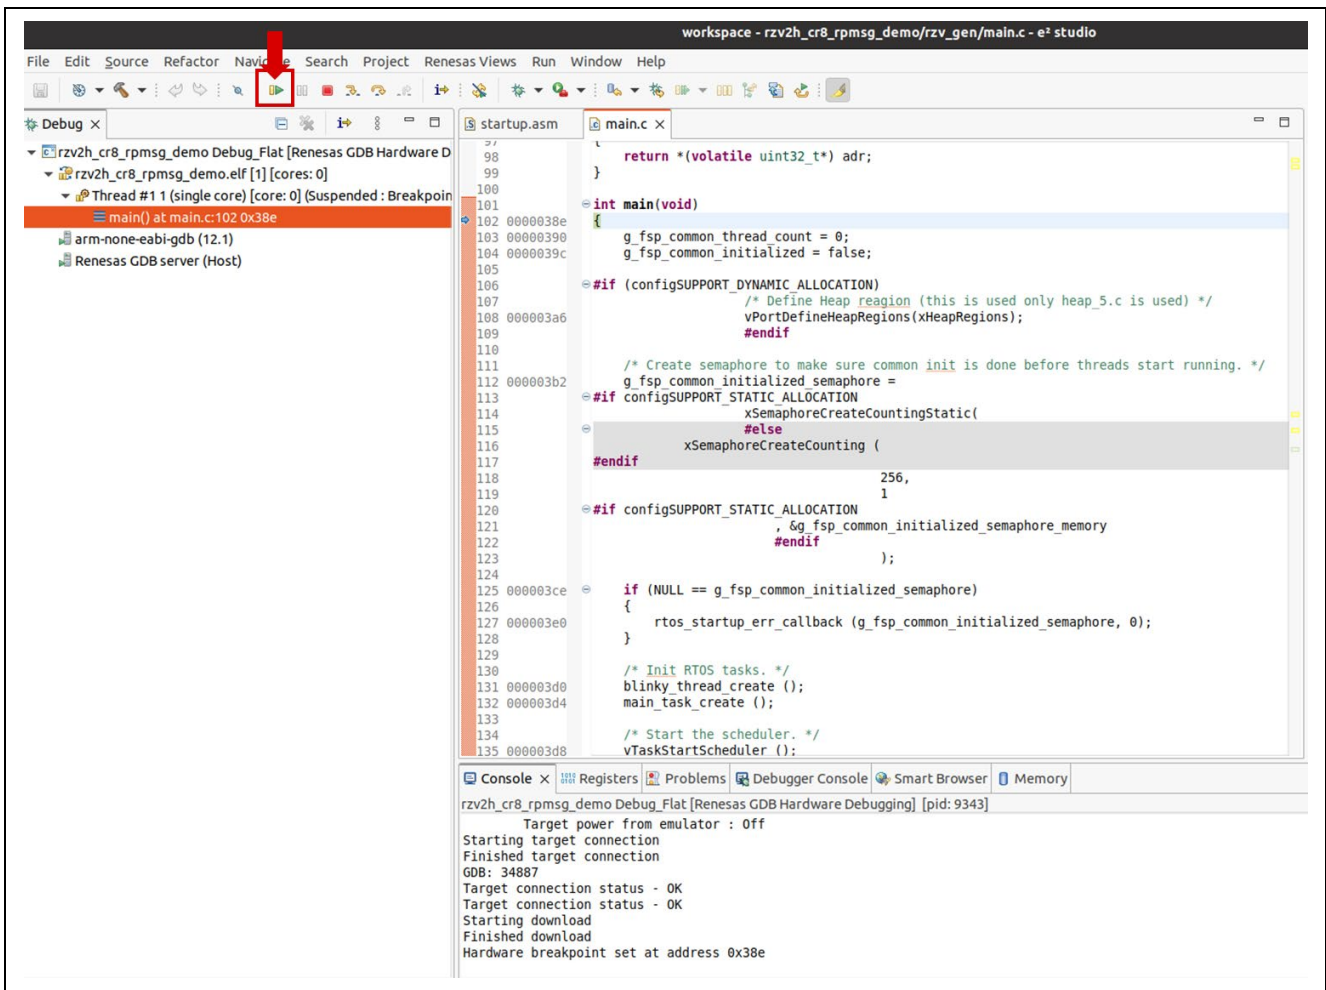 workspace - rzv2h_cr8_rpmsg_demo/rzv_gen/main.c - e² studio
File Edit Source Refactor Navigate Search Project Renesas Views Run Window Help
Debug
rzv2h_cr8_rpmsg_demo Debug_Flat [Renesas GDB Hardware D
rzv2h_cr8_rpmsg_demo.elf [1] [cores: 0]
Thread #1 1 (single core) [core: 0] (Suspended : Breakpoin
main() at main.c:102 0x38e
arm-none-eabi-gdb (12.1)
Renesas GDB server (Host)
startup.asm main.c
97 {
98 return *(volatile uint32_t*) adr;
99 }
100
101 int main(void)
102 0000038e {
103 00000390 g_fsp_common_thread_count = 0;
104 0000039c g_fsp_common_initialized = false;
105
106 #if (configSUPPORT_DYNAMIC_ALLOCATION)
107 /* Define Heap reagion (this is used only heap_5.c is used) */
108 000003a6 vPortDefineHeapRegions(xHeapRegions);
109 #endif
110
111 /* Create semaphore to make sure common init is done before threads start running. */
112 000003b2 g_fsp_common_initialized_semaphore =
113 #if configSUPPORT_STATIC_ALLOCATION
114 xSemaphoreCreateCountingStatic(
115 #else
116 xSemaphoreCreateCounting (
117 #endif
118 256,
119 1
120 #if configSUPPORT_STATIC_ALLOCATION
121 , &g_fsp_common_initialized_semaphore_memory
122 #endif
123 );
124
125 000003ce if (NULL == g_fsp_common_initialized_semaphore)
126 {
127 000003e0 rtos_startup_err_callback (g_fsp_common_initialized_semaphore, 0);
128 }
129
130 /* Init RTOS tasks. */
131 000003d0 blinky_thread_create ();
132 000003d4 main_task_create ();
133
134 /* Start the scheduler. */
135 000003d8 vTaskStartScheduler ();
Console Registers Problems Debugger Console Smart Browser Memory
rzv2h_cr8_rpmsg_demo Debug_Flat [Renesas GDB Hardware Debugging] [pid: 9343]
Target power from emulator : Off
Starting target connection
Finished target connection
GDB: 34887
Target connection status - OK
Target connection status - OK
Starting download
Finished download
Hardware breakpoint set at address 0x38e